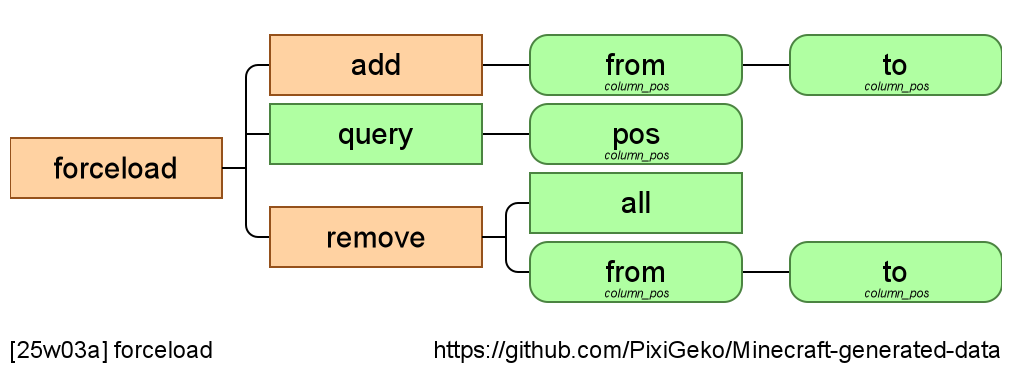 add
from
column_pos
to
column_pos
query
pos
column_pos
forceload
all
remove
from
column_pos
to
column_pos
[25w03a] forceload
https://github.com/PixiGeko/Minecraft-generated-data